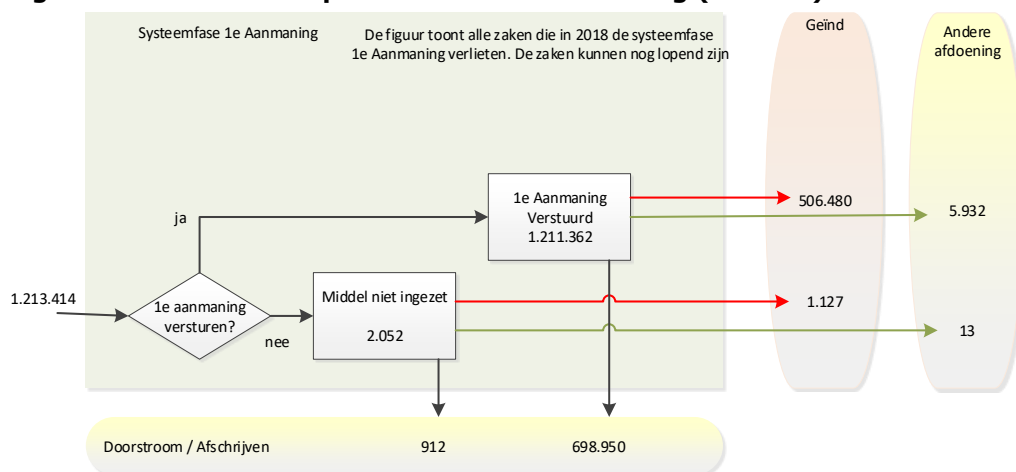 Systeemfase 1e Aanmaning
De figuur toont alle zaken die in 2018 de systeemfase
1e Aanmaning verlieten. De zaken kunnen nog lopend zijn
Geïnd
Andere
afdoening
ja
1e Aanmaning
Verstuurd
1.211.362
506.480
5.932
1.213.414
1e aanmaning
versturen?
nee
Middel niet ingezet
2.052
1.127
13
Doorstroom / Afschrijven
912
698.950